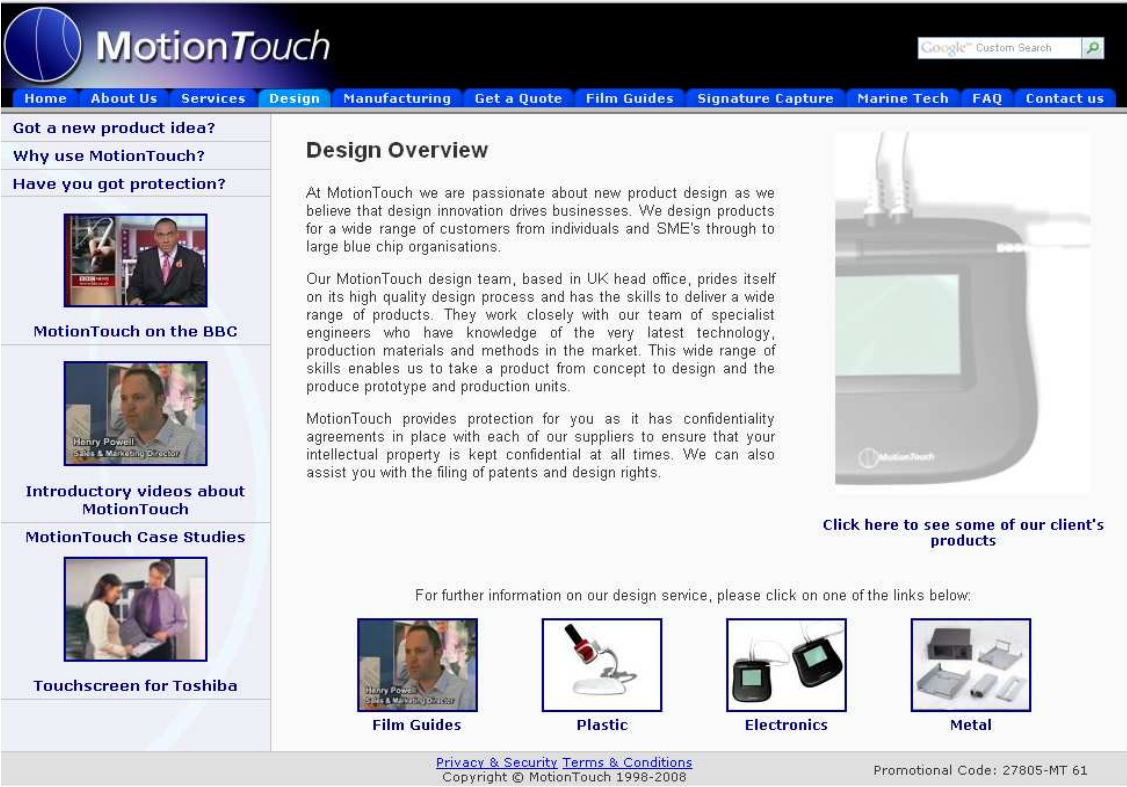 MotionTouch
Google™ Custom Search
Home About Us Services Design Manufacturing Get a Quote Film Guides Signature Capture Marine Tech FAQ Contact us
Got a new product idea?
Why use MotionTouch?
Have you got protection?
BBC NEWS
MotionTouch on the BBC
Henry Powell
Sales & Marketing Director
Introductory videos about
MotionTouch
MotionTouch Case Studies
Touchscreen for Toshiba
Design Overview
At MotionTouch we are passionate about new product design as we
believe that design innovation drives businesses. We design products
for a wide range of customers from individuals and SME's through to
large blue chip organisations.
Our MotionTouch design team, based in UK head office, prides itself
on its high quality design process and has the skills to deliver a wide
range of products. They work closely with our team of specialist
engineers who have knowledge of the very latest technology,
production materials and methods in the market. This wide range of
skills enables us to take a product from concept to design and the
produce prototype and production units.
MotionTouch provides protection for you as it has confidentiality
agreements in place with each of our suppliers to ensure that your
intellectual property is kept confidential at all times. We can also
assist you with the filing of patents and design rights.
MotionTouch
Click here to see some of our client's
products
For further information on our design service, please click on one of the links below:
Henry Powell
Sales & Marketing Director
Film Guides Plastic Electronics Metal
Privacy & Security Terms & Conditions
Copyright © MotionTouch 1998-2008
Promotional Code: 27805-MT 61